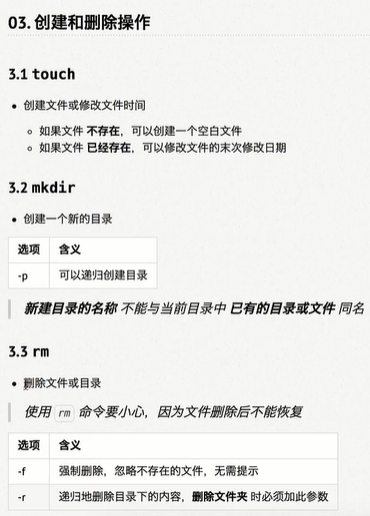 03. 创建和删除操作
3.1 touch
创建文件或修改文件时间
如果文件 不存在，可以创建一个空白文件
如果文件 已经存在，可以修改文件的末次修改日期
3.2 mkdir
创建一个新的目录
选项 含义
-p 可以递归创建目录
新建目录的名称 不能与当前目录中 已有的目录或文件 同名
3.3 rm
删除文件或目录
使用 rm 命令要小心，因为文件删除后不能恢复
选项 含义
-f 强制删除，忽略不存在的文件，无需提示
-r 递归地删除目录下的内容，删除文件夹 时必须加此参数